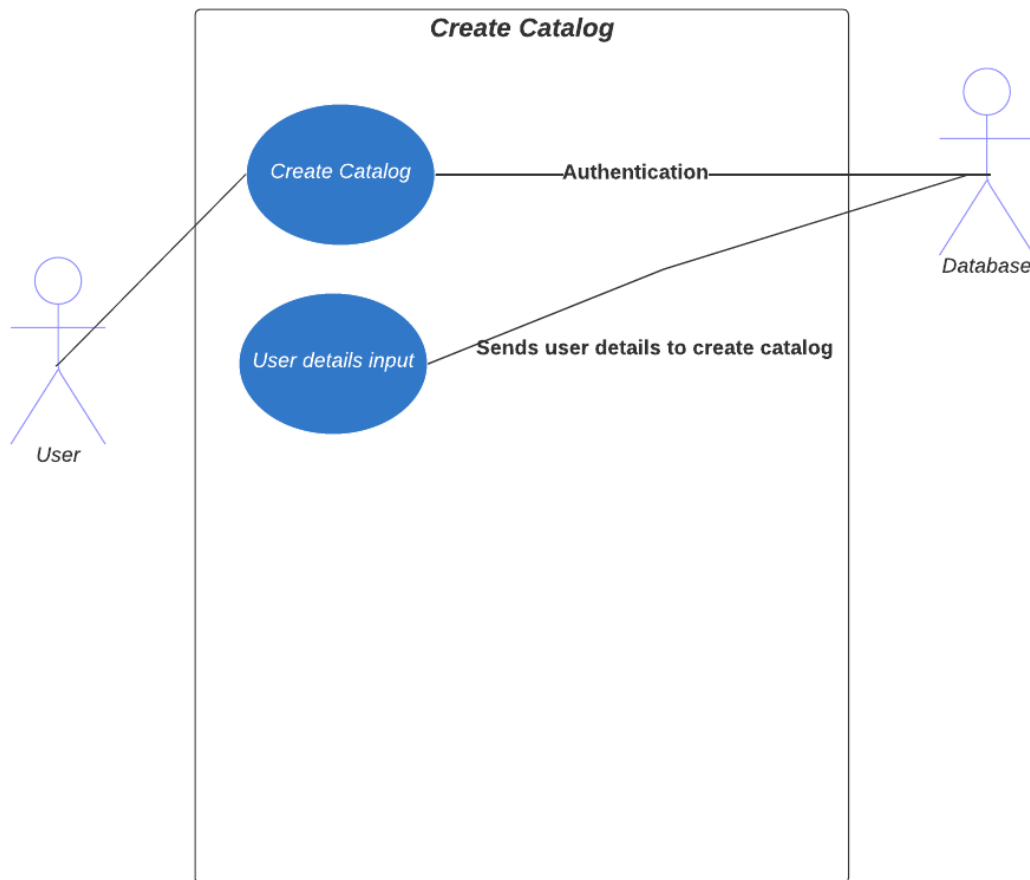 Create Catalog
Create Catalog
Authentication
Database
User details input
Sends user details to create catalog
User